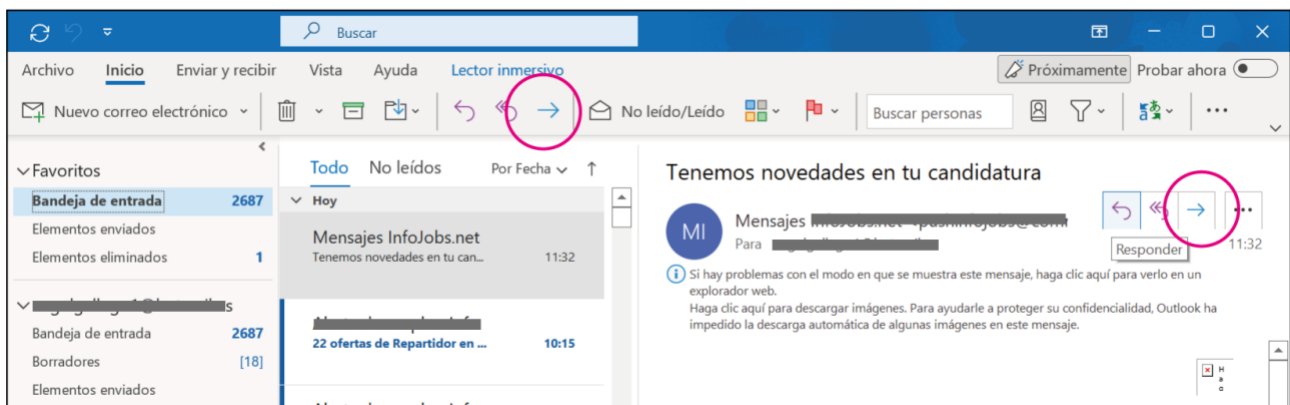 Buscar
Archivo Inicio Enviar y recibir Vista Ayuda Lector inmersivo Próximamente Probar ahora
Nuevo correo electrónico No leído/Leído Buscar personas
Favoritos
Bandeja de entrada 2687
Elementos enviados
Elementos eliminados 1
s
Bandeja de entrada 2687
Borradores [18]
Elementos enviados
Todo No leídos Por Fecha
Hoy
Mensajes InfoJobs.net
Tenemos novedades en tu can... 11:32
22 ofertas de Repartidor en ... 10:15
Tenemos novedades en tu candidatura
MI
Mensajes
Para
Responder
11:32
Si hay problemas con el modo en que se muestra este mensaje, haga clic aquí para verlo en un
explorador web.
Haga clic aquí para descargar imágenes. Para ayudarle a proteger su confidencialidad, Outlook ha
impedido la descarga automática de algunas imágenes en este mensaje.
H
a
o